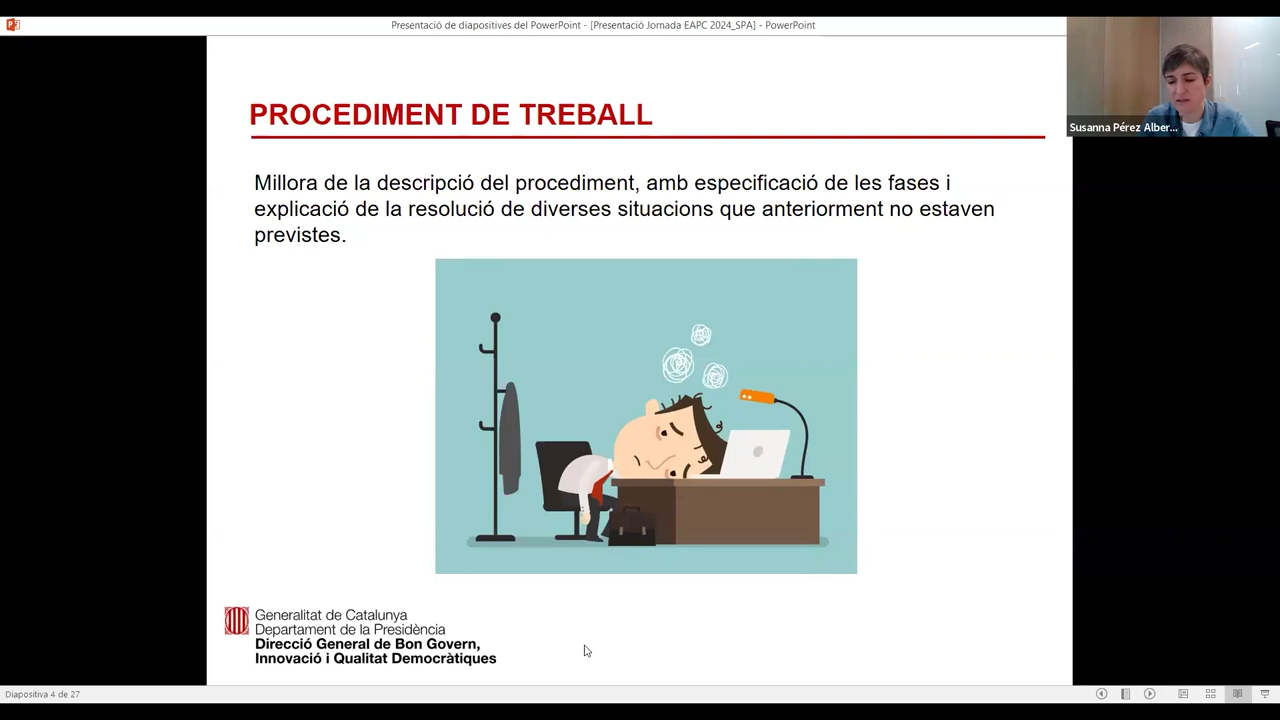 Presentació de diapositives del PowerPoint - [Presentació Jornada EAPC 2024_SPA] - PowerPoint
Susanna Pérez Alber...
PROCEDIMENT DE TREBALL
Millora de la descripció del procediment, amb especificació de les fases i
explicació de la resolució de diverses situacions que anteriorment no estaven
previstes.
Generalitat de Catalunya
Departament de la Presidència
Direcció General de Bon Govern,
Innovació i Qualitat Democràtiques
Diapositiva 4 de 27